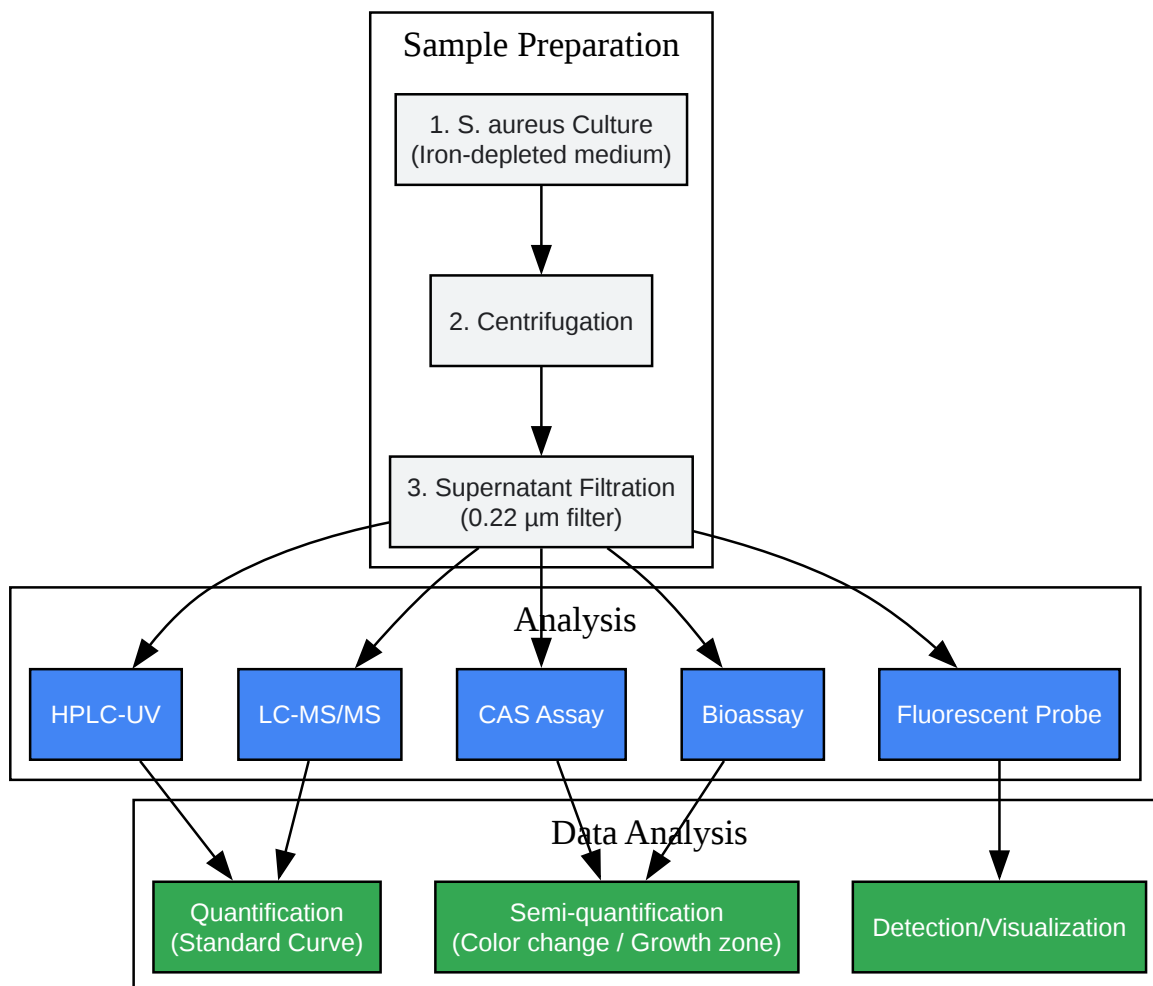 Sample Preparation
1. S. aureus Culture
(Iron-depleted medium)
2. Centrifugation
3. Supernatant Filtration
(0.22 µm filter)
Analysis
HPLC-UV
LC-MS/MS
CAS Assay
Bioassay
Fluorescent Probe
Data Analysis
Quantification
(Standard Curve)
Semi-quantification
(Color change / Growth zone)
Detection/Visualization